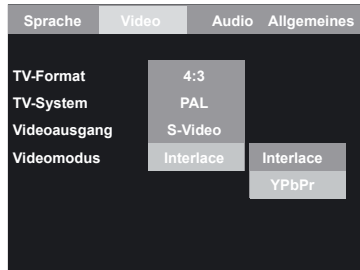 Sprache Video Audio Allgemeines
TV-Format 4:3
TV-System PAL
Videoausgang S-Video
Videomodus Interlace Interlace
YPbPr